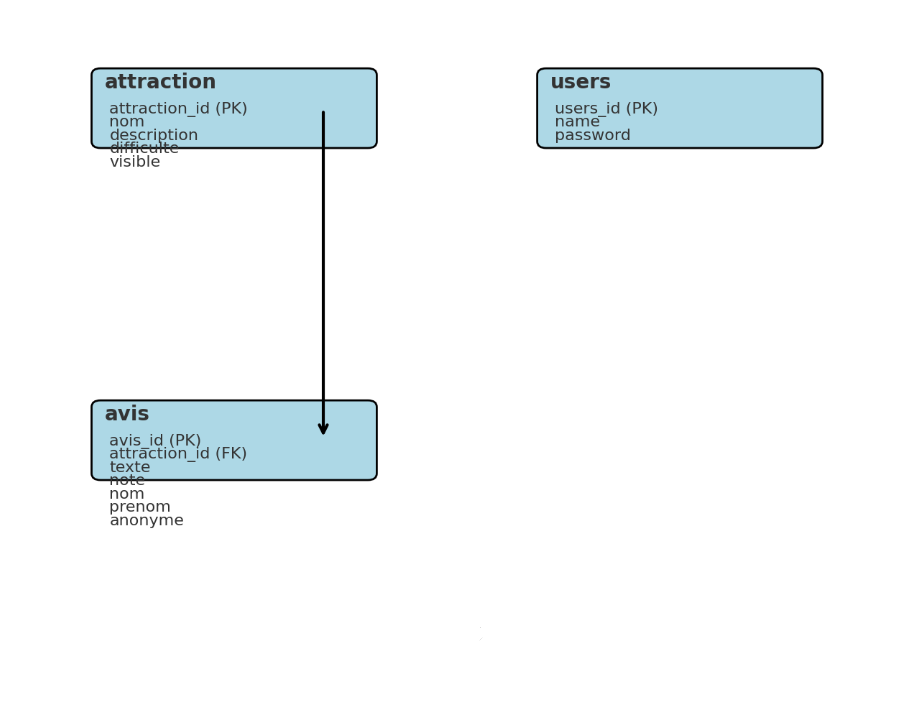 attraction
attraction_id (PK)
nom
description
difficulte
visible
users
users_id (PK)
name
password
avis
avis_id (PK)
attraction_id (FK)
texte
note
nom
prenom
anonyme